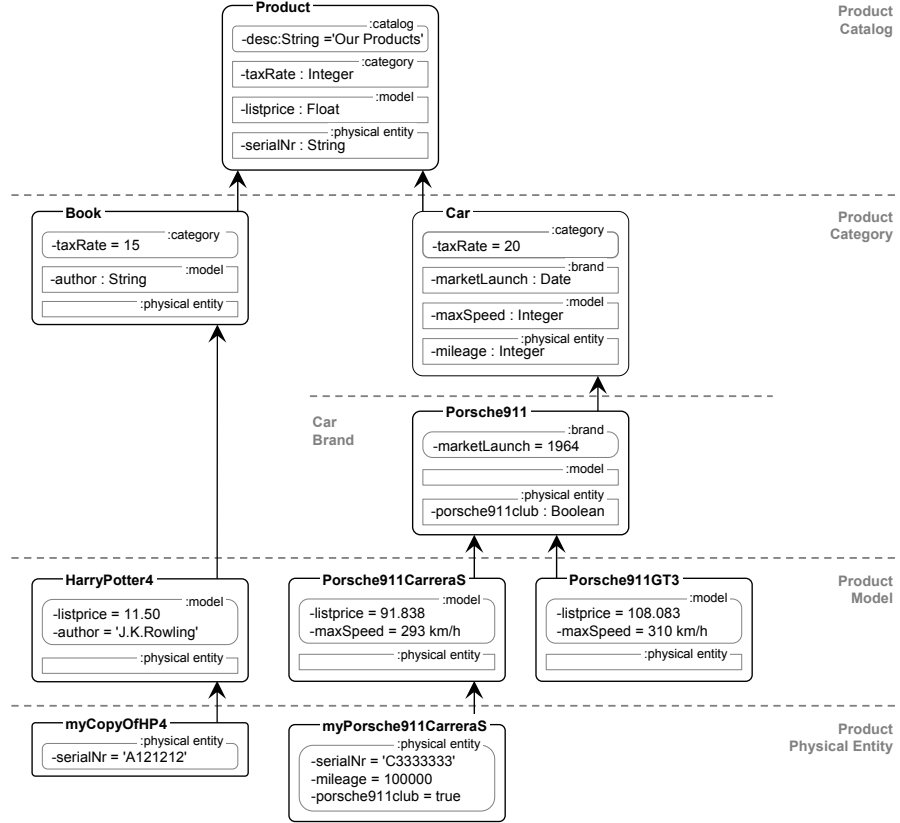 Product
Product
Catalog
:catalog
-desc:String ='Our Products'
:category
-taxRate : Integer
:model
-listprice : Float
:physical entity
-serialNr : String
Product
Category
Book
:category
-taxRate = 15
:model
-author : String
:physical entity
Car
:category
-taxRate = 20
:brand
-marketLaunch : Date
:model
-maxSpeed : Integer
:physical entity
-mileage : Integer
Car
Brand
Porsche911
:brand
-marketLaunch = 1964
:model
:physical entity
-porsche911club : Boolean
Product
Model
HarryPotter4
:model
-listprice = 11.50
-author = 'J.K.Rowling'
:physical entity
Porsche911CarreraS
:model
-listprice = 91.838
-maxSpeed = 293 km/h
:physical entity
Porsche911GT3
:model
-listprice = 108.083
-maxSpeed = 310 km/h
:physical entity
Product
Physical Entity
myCopyOfHP4
:physical entity
-serialNr = 'A121212'
myPorsche911CarreraS
:physical entity
-serialNr = 'C3333333'
-mileage = 100000
-porsche911club = true